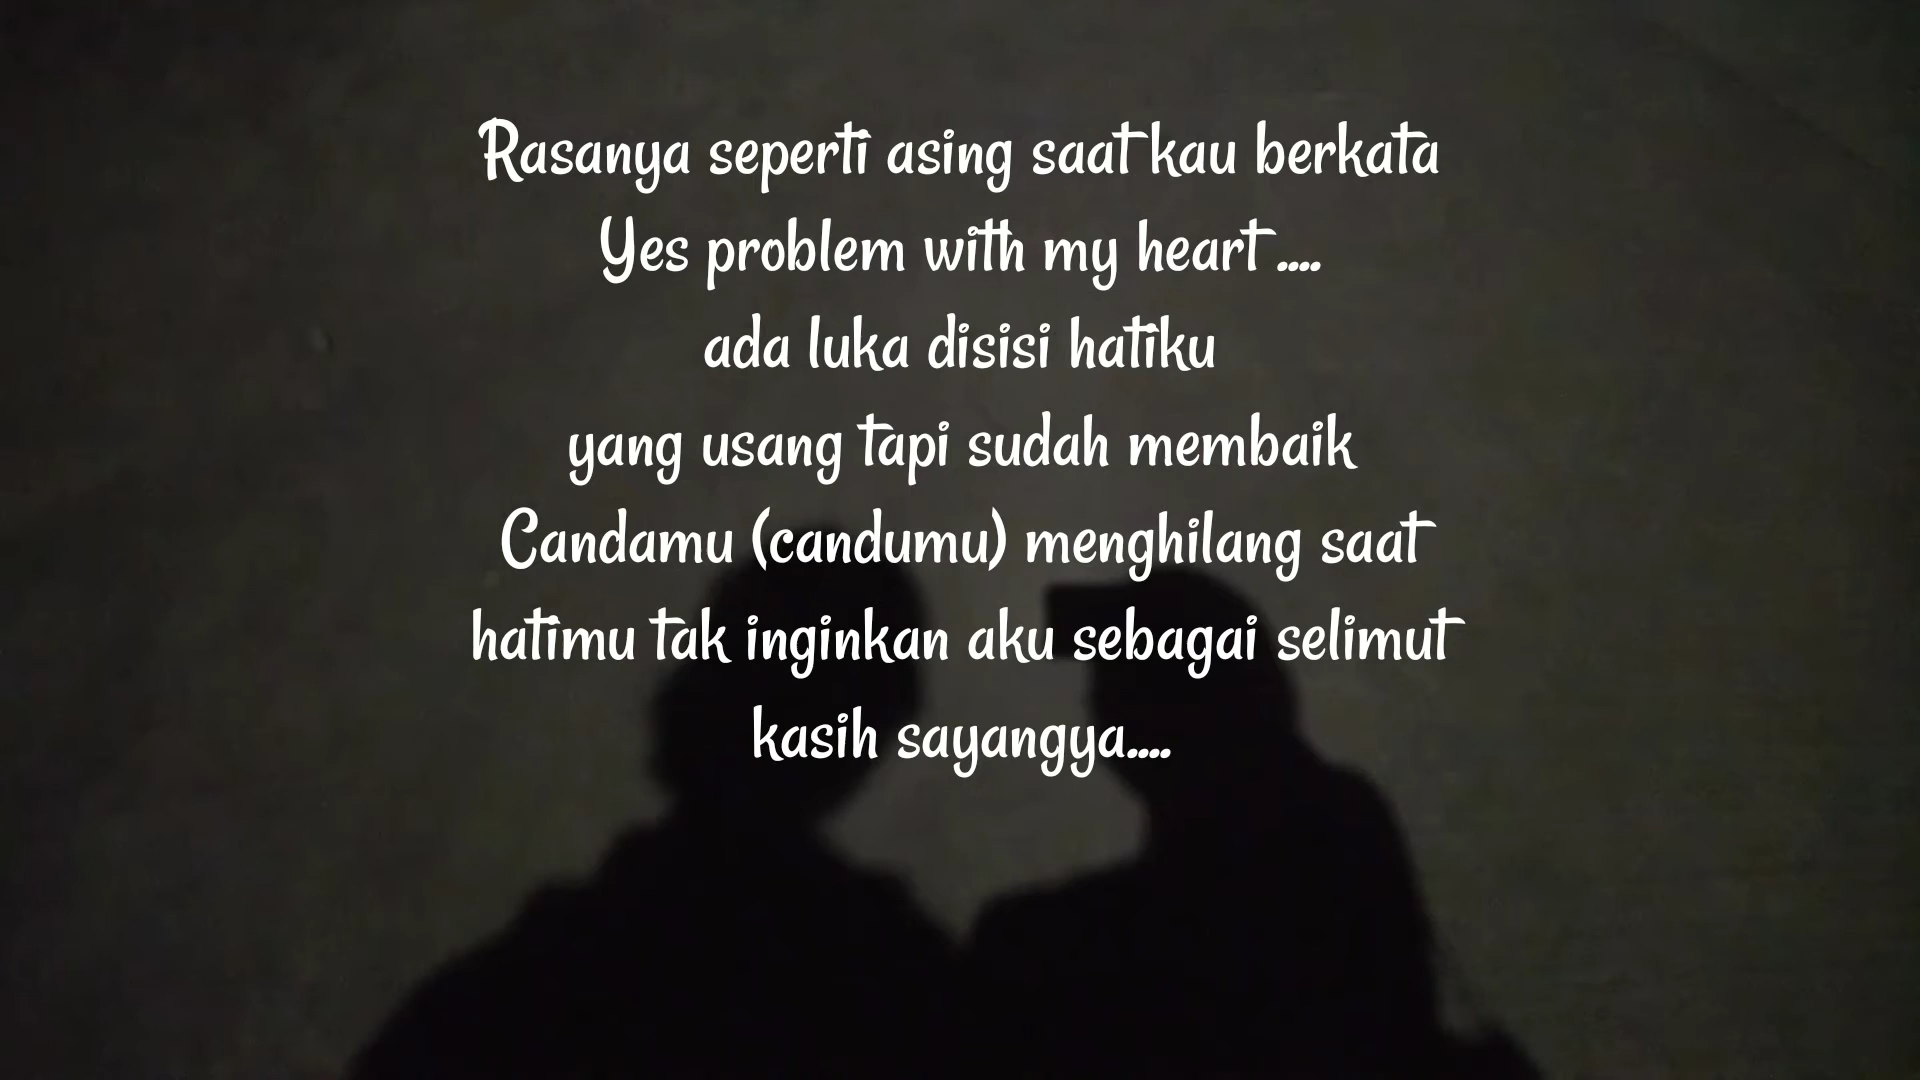 Rasanya seperti asing saat kau berkata
Yes problem with my heart ....
ada luka disisi hatiku
yang usang tapi sudah membaik
Candamu (candumu) menghilang saat
hatimu tak inginkan aku sebagai selimut
kasih sayangya....